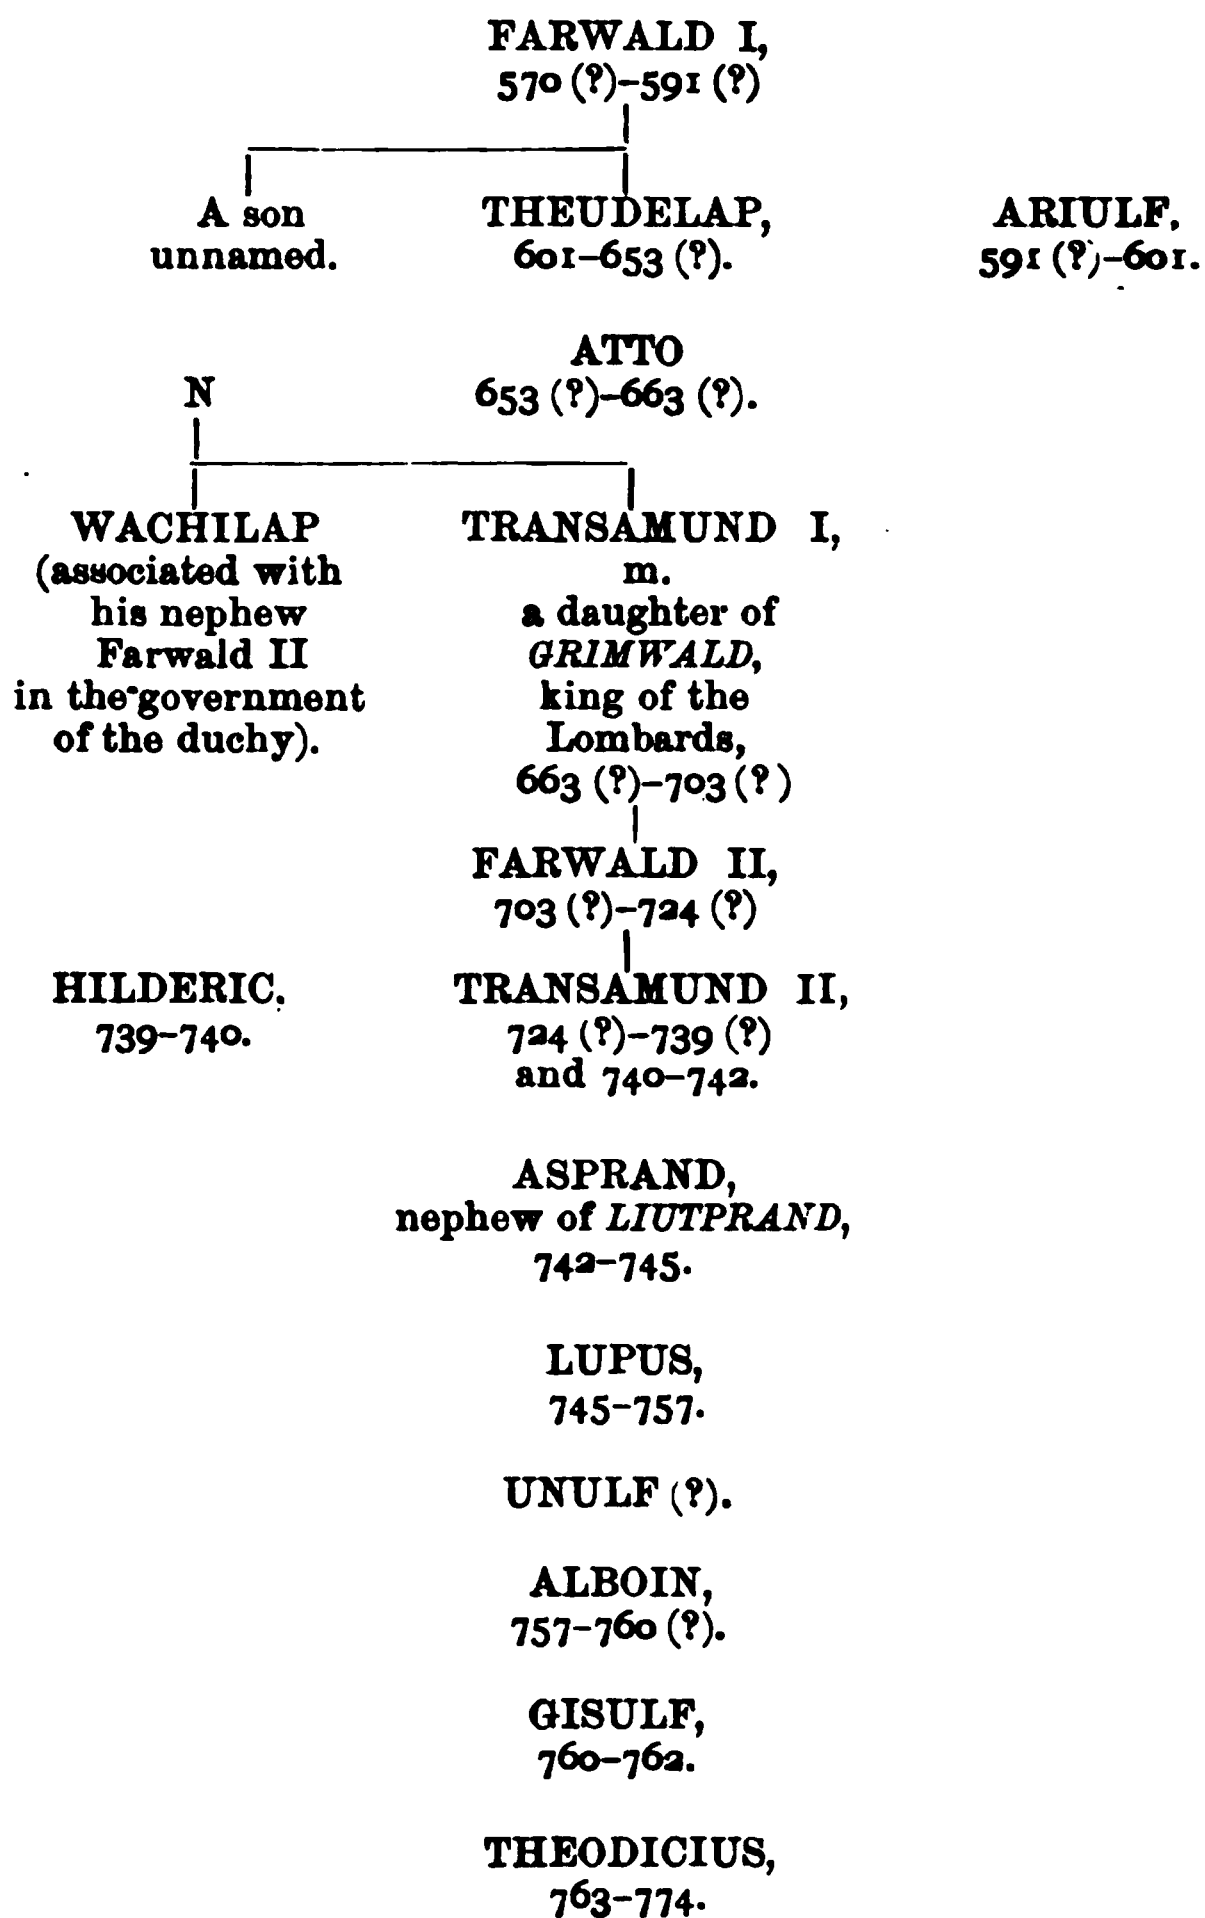 FARWALD I,
570 (?)–591 (?)
A son
unnamed.
THEUDELAP,
601–653 (?).
ARIULF,
591 (?)–601.
ATTO
653 (?)–663 (?).
N
WACHILAP
(associated with
his nephew
Farwald II
in the government
of the duchy).
TRANSAMUND I,
m.
a daughter of
GRIMWALD,
king of the
Lombards,
663 (?)–703 (?)
FARWALD II,
703 (?)–724 (?)
HILDERIC.
739–740.
TRANSAMUND II,
724 (?)–739 (?)
and 740–742.
ASPRAND,
nephew of LIUTPRAND,
742–745.
LUPUS,
745–757.
UNULF (?).
ALBOIN,
757–760 (?).
GISULF,
760–762.
THEODICIUS,
763–774.